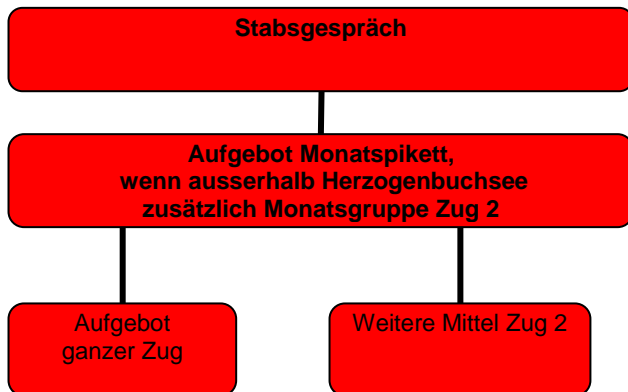 Stabsgespräch
Aufgebot Monatspikett,
wenn ausserhalb Herzogenbuchsee
zusätzlich Monatsgruppe Zug 2
Aufgebot
ganzer Zug
Weitere Mittel Zug 2